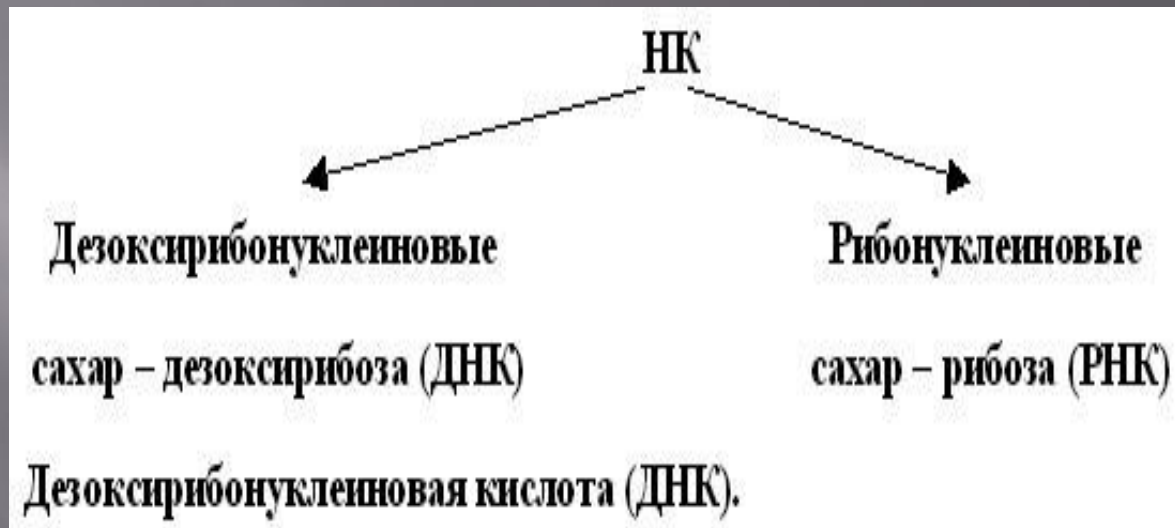 НК
Дезоксирибонуклеиновые Рибонуклеиновые
сахар – дезоксирибоза (ДНК) сахар – рибоза (РНК)
Дезоксирибонуклеиновая кислота (ДНК).